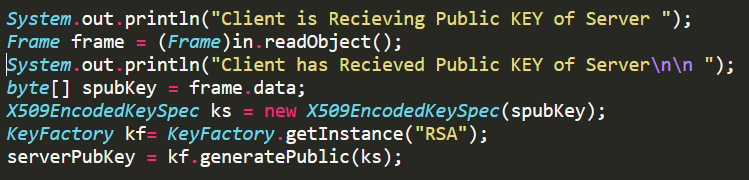 System.out.println("Client is Recieving Public KEY of Server ");
Frame frame = (Frame)in.readObject();
System.out.println("Client has Recieved Public KEY of Server\n\n ");
byte[] spubKey = frame.data;
X509EncodedKeySpec ks = new X509EncodedKeySpec(spubKey);
KeyFactory kf= KeyFactory.getInstance("RSA");
serverPubKey = kf.generatePublic(ks);